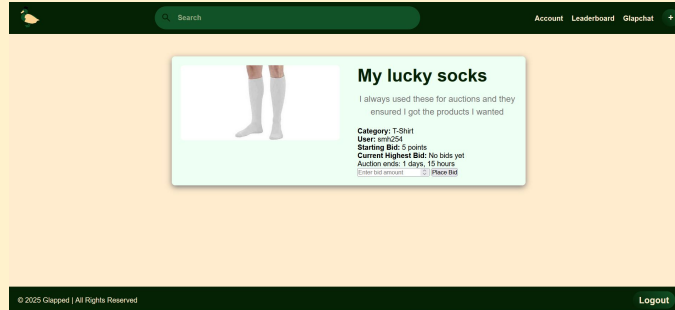 Search
Account Leaderboard Glapchat +
My lucky socks
I always used these for auctions and they
ensured I got the products I wanted
Category: T-Shirt
User: smh254
Starting Bid: 5 points
Current Highest Bid: No bids yet
Auction ends: 1 days, 15 hours
Enter bid amount Place Bid
© 2025 Glapped | All Rights Reserved
Logout